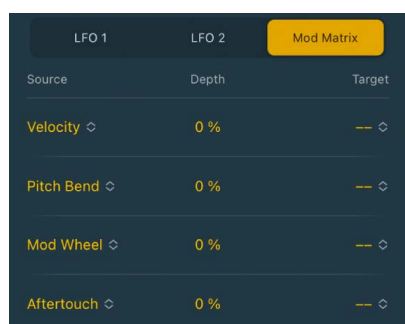 LFO 1 LFO 2 Mod Matrix
Source Depth Target
Velocity 0 % --
Pitch Bend 0 % --
Mod Wheel 0 % --
Aftertouch 0 % --